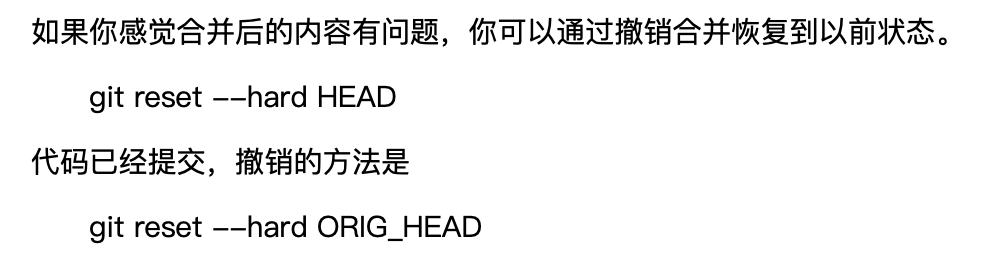 如果你感觉合并后的内容有问题，你可以通过撤销合并恢复到以前状态。
git reset --hard HEAD
代码已经提交，撤销的方法是
git reset --hard ORIG_HEAD